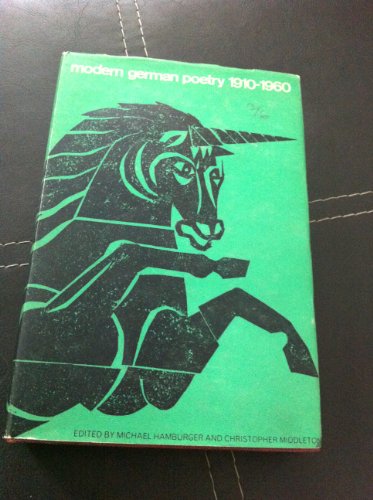 modern german poetry 1910-1960
EDITED BY MICHAEL HAMBURGER AND CHRISTOPHER MIDDLETON